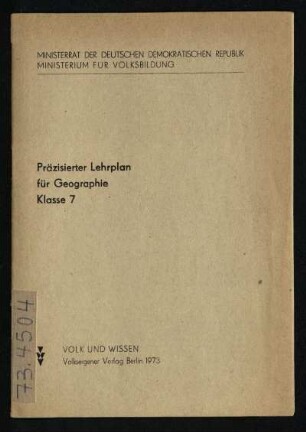 MINISTERRAT DER DEUTSCHEN DEMOKRATISCHEN REPUBLIK
MINISTERIUM FÜR VOLKSBILDUNG
Präzisierter Lehrplan
für Geographie
Klasse 7
VOLK UND WISSEN
Volkseigener Verlag Berlin 1973
73.4504